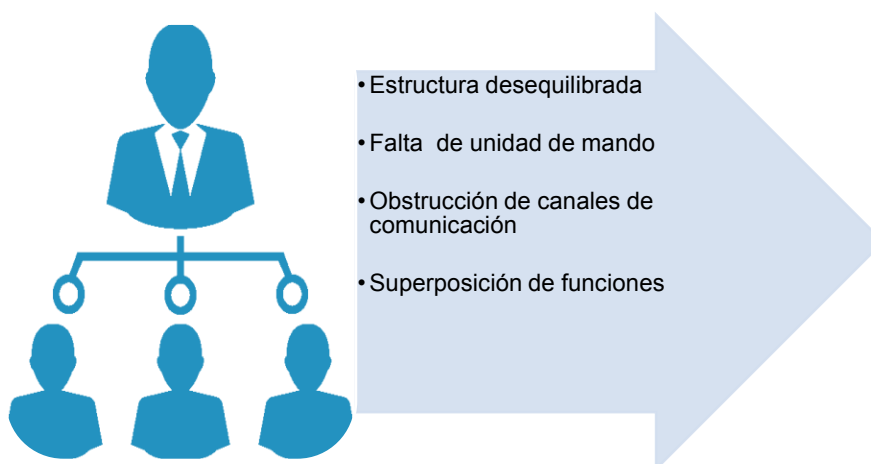 • Estructura desequilibrada
• Falta de unidad de mando
• Obstrucción de canales de
comunicación
• Superposición de funciones